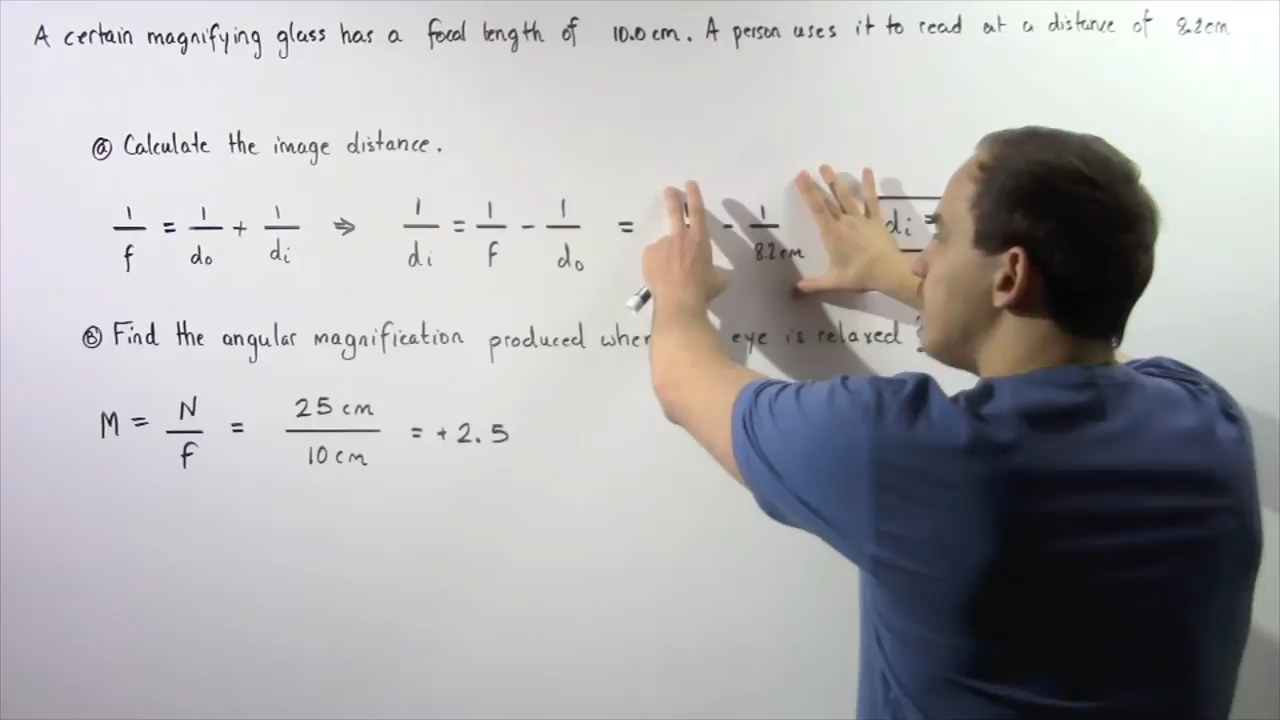 A certain magnifying glass has a focal length of 10.0 cm. A person uses it to read at a distance of 8.2cm
ⓐ Calculate the image distance.
1/f = 1/do + 1/di ⇒ 1/di = 1/f - 1/do = - 1/8.2cm di =
ⓑ Find the angular magnification produced eye is relaxed
M = N/f = 25 cm/10 cm = + 2.5